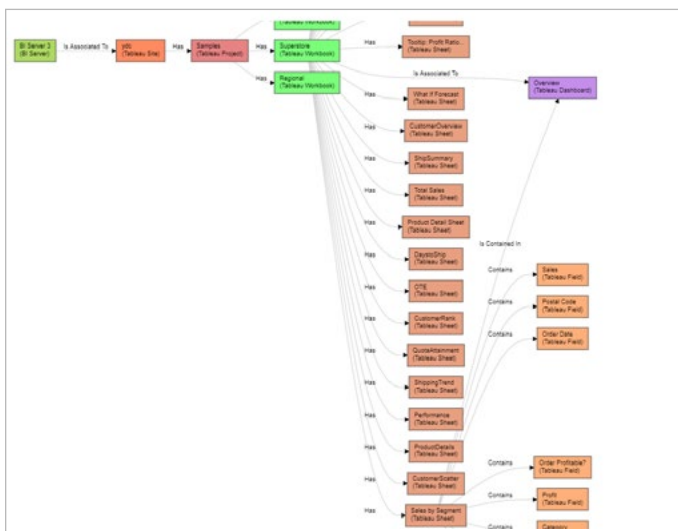 (Tableau Workbook)
(Tableau Sheet)
BI Server 3
(BI Server)
Is Associated To
ydc
(Tableau Site)
Has
Samples
(Tableau Project)
Has
Superstore
(Tableau Workbook)
Has
Tooltip: Profit Ratio...
(Tableau Sheet)
Has
Regional
(Tableau Workbook)
Is Associated To
Overview
(Tableau Dashboard)
Has
What If Forecast
(Tableau Sheet)
Has
CustomerOverview
(Tableau Sheet)
Has
ShipSummary
(Tableau Sheet)
Has
Total Sales
(Tableau Sheet)
Has
Product Detail Sheet
(Tableau Sheet)
Is Contained In
Has
DaystoShip
(Tableau Sheet)
Contains
Sales
(Tableau Field)
Has
OTE
(Tableau Sheet)
Contains
Postal Code
(Tableau Field)
Has
CustomerRank
(Tableau Sheet)
Contains
Order Date
(Tableau Field)
Has
QuotaAttainment
(Tableau Sheet)
Has
ShippingTrend
(Tableau Sheet)
Has
Performance
(Tableau Sheet)
Has
ProductDetails
(Tableau Sheet)
Has
CustomerScatter
(Tableau Sheet)
Contains
Order Profitable?
(Tableau Field)
Has
Sales by Segment
(Tableau Sheet)
Contains
Profit
(Tableau Field)
Contains
Category